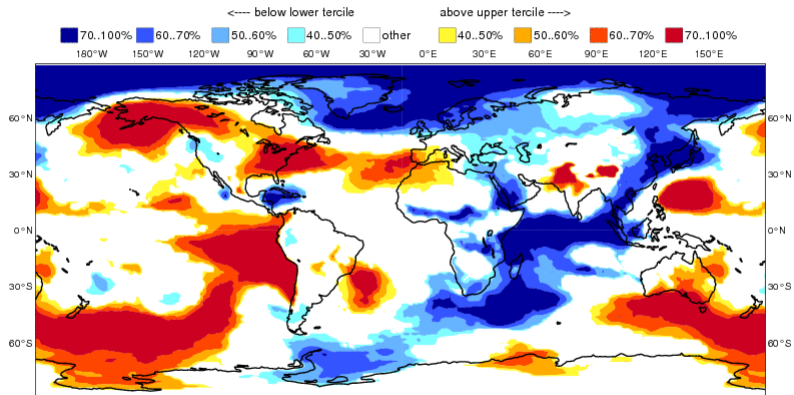 <---- below lower tercile above upper tercile ---->
70..100% 60..70% 50..60% 40..50% other 40..50% 50..60% 60..70% 70..100%
180°W 150°W 120°W 90°W 60°W 30°W 0°E 30°E 60°E 90°E 120°E 150°E
60°N 60°N
30°N 30°N
0°N 0°N
30°S 30°S
60°S 60°S